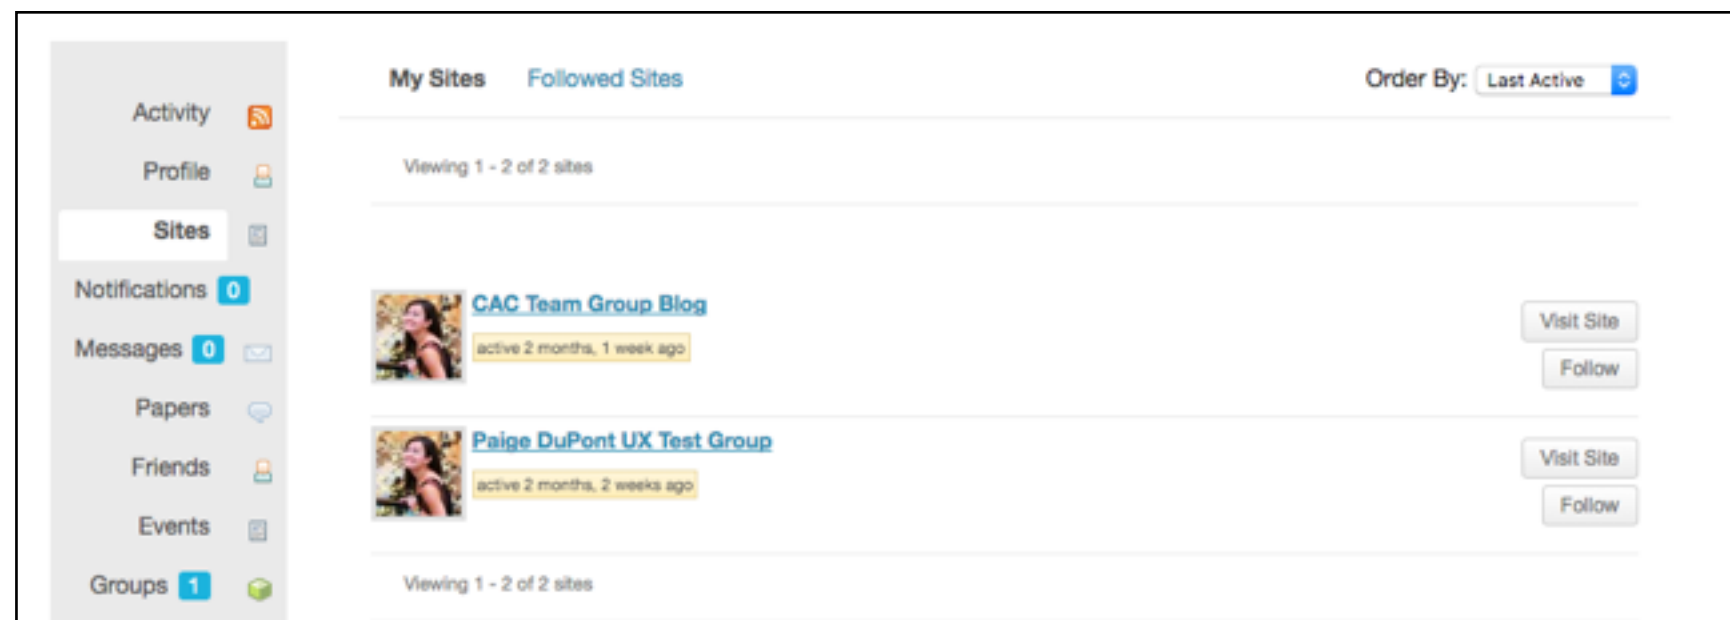 Activity
Profile
Sites
Notifications 0
Messages 0
Papers
Friends
Events
Groups 1
My Sites Followed Sites Order By: Last Active
Viewing 1 - 2 of 2 sites
CAC Team Group Blog
active 2 months, 1 week ago
Visit Site
Follow
Paige DuPont UX Test Group
active 2 months, 2 weeks ago
Visit Site
Follow
Viewing 1 - 2 of 2 sites